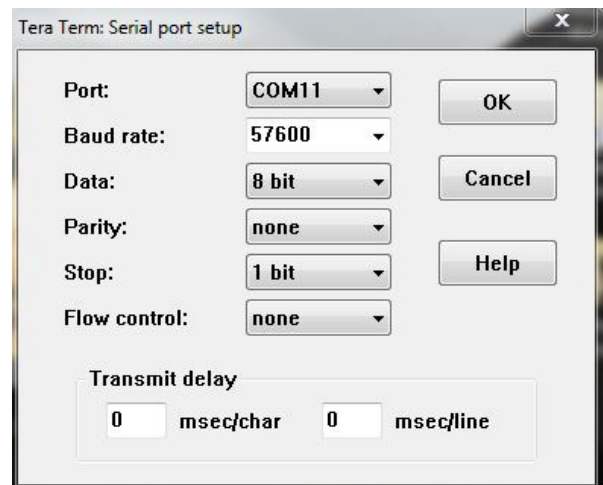 Tera Term: Serial port setup
x
Port: COM11 OK
Baud rate: 57600
Data: 8 bit Cancel
Parity: none
Stop: 1 bit Help
Flow control: none
Transmit delay
0 msec/char 0 msec/line